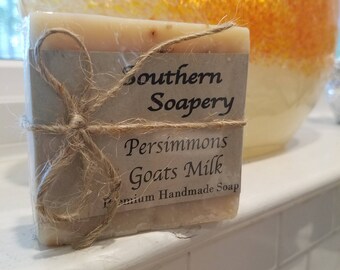 Southern
Soapery
Persimmons
Goats Milk
Premium Handmade Soap